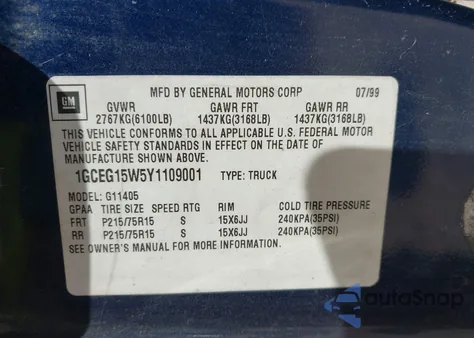 GM
MFD BY GENERAL MOTORS CORP 07/99
GVWR GAWR FRT GAWR RR
2767KG(6100LB) 1437KG(3168LB) 1437KG(3168LB)
THIS VEHICLE CONFORMS TO ALL APPLICABLE U.S. FEDERAL MOTOR
VEHICLE SAFETY STANDARDS IN EFFECT ON THE DATE OF
MANUFACTURE SHOWN ABOVE.
1GCEG15W5Y1109001 TYPE: TRUCK
MODEL: G11405
GPAA TIRE SIZE SPEED RTG RIM COLD TIRE PRESSURE
FRT P215/75R15 S 15X6JJ 240KPA(35PSI)
RR P215/75R15 S 15X6JJ 240KPA(35PSI)
SEE OWNER'S MANUAL FOR MORE INFORMATION.
autoSnap